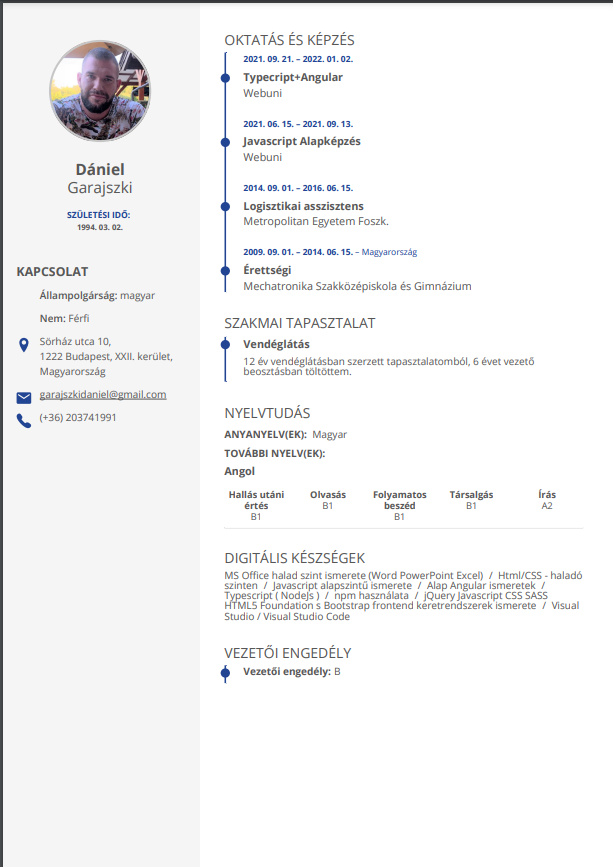 Dániel
Garajszki
SZÜLETÉSI IDŐ:
1994. 03. 02.
KAPCSOLAT
Állampolgárság: magyar
Nem: Férfi
Sörház utca 10,
1222 Budapest, XXII. kerület,
Magyarország
garajszkidaniel@gmail.com
(+36) 203741991
OKTATÁS ÉS KÉPZÉS
2021. 09. 21. – 2022. 01. 02.
Typecript+Angular
Webuni
2021. 06. 15. – 2021. 09. 13.
Javascript Alapképzés
Webuni
2014. 09. 01. – 2016. 06. 15.
Logisztikai asszisztens
Metropolitan Egyetem Foszk.
2009. 09. 01. – 2014. 06. 15. – Magyarország
Érettségi
Mechatronika Szakközépiskola és Gimnázium
SZAKMAI TAPASZTALAT
Vendéglátás
12 év vendéglátásban szerzett tapasztalatomból, 6 évet vezető
beosztásban töltöttem.
NYELVTUDÁS
ANYANYELV(EK): Magyar
TOVÁBBI NYELV(EK):
Angol
Hallás utáni Olvasás Folyamatos Társalgás Írás
értés B1 beszéd B1 A2
B1 B1
DIGITÁLIS KÉSZSÉGEK
MS Office halad szint ismerete (Word PowerPoint Excel) / Html/CSS - haladó
szinten / Javascript alapszintű ismerete / Alap Angular ismeretek /
Typescript ( NodeJs ) / npm használata / jQuery Javascript CSS SASS
HTML5 Foundation s Bootstrap frontend keretrendszerek ismerete / Visual
Studio / Visual Studio Code
VEZETŐI ENGEDÉLY
Vezetői engedély: B